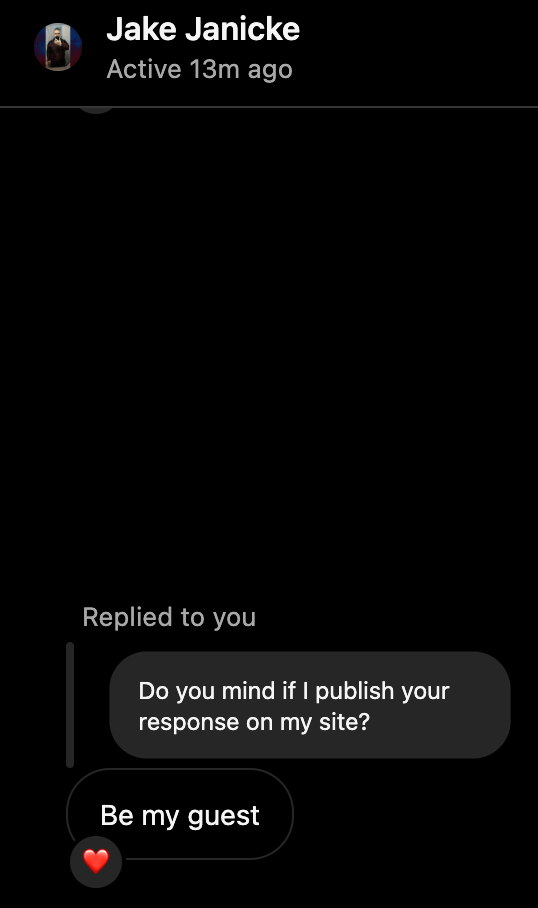 Jake Janicke
Active 13m ago
Replied to you
Do you mind if I publish your
response on my site?
Be my guest